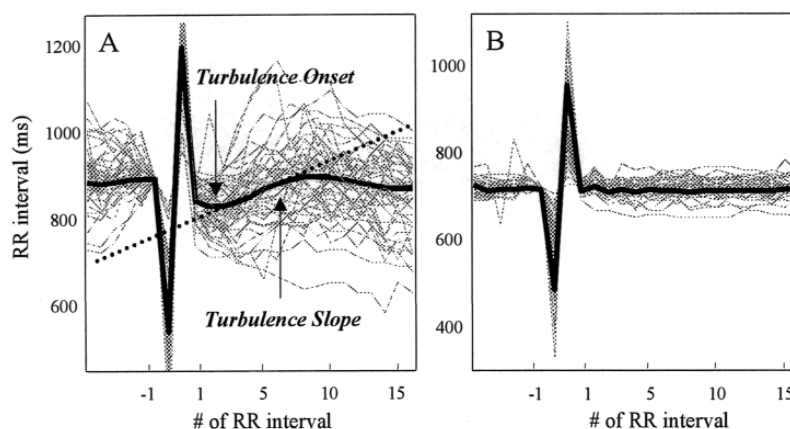 A
B
RR interval (ms)
1200
1000
800
600
Turbulence Onset
Turbulence Slope
-1 1 5 10 15
# of RR interval
1000
800
600
400
-1 1 5 10 15
# of RR interval